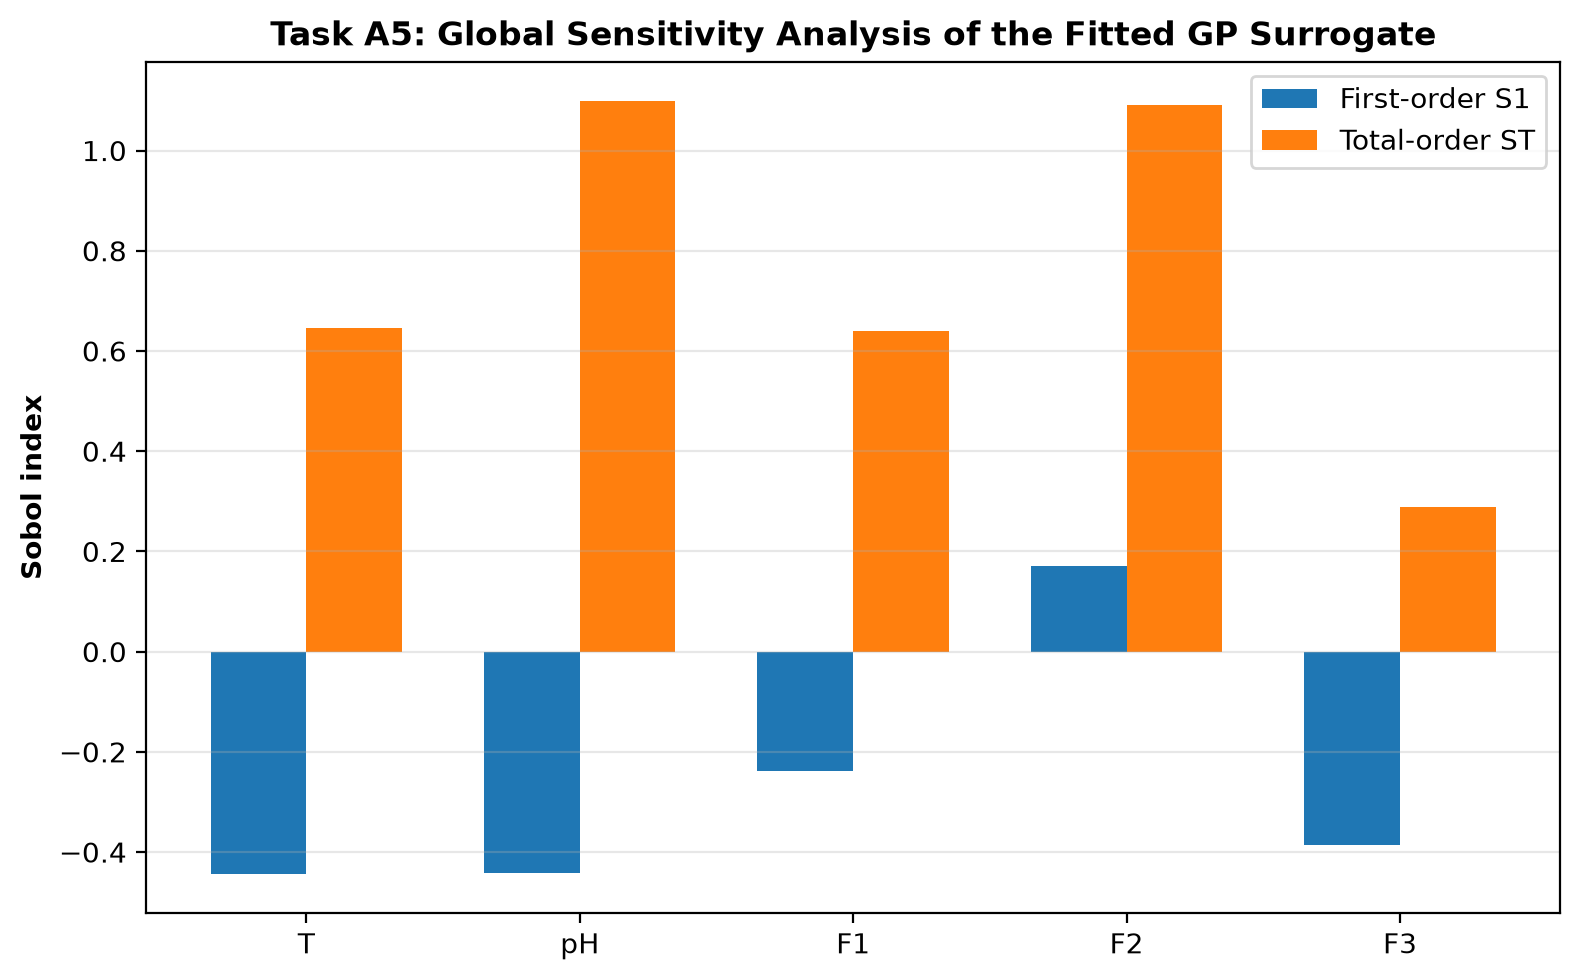 Task A5: Global Sensitivity Analysis of the Fitted GP Surrogate
First-order S1
Total-order ST
Sobol index
1.0
0.8
0.6
0.4
0.2
0.0
−0.2
−0.4
T
pH
F1
F2
F3